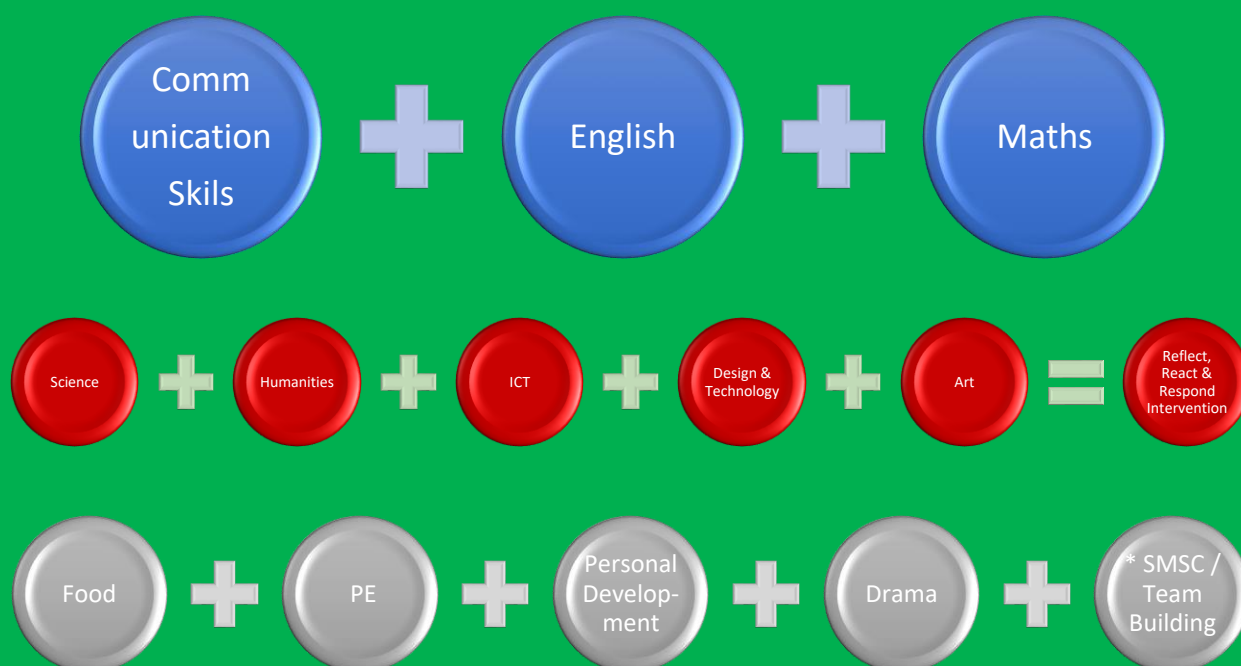 Comm
unication
Skils
English
Maths
Science
Humanities
ICT
Design &
Technology
Art
Reflect,
React &
Respond
Intervention
Food
PE
Personal
Develop-
ment
Drama
* SMSC /
Team
Building